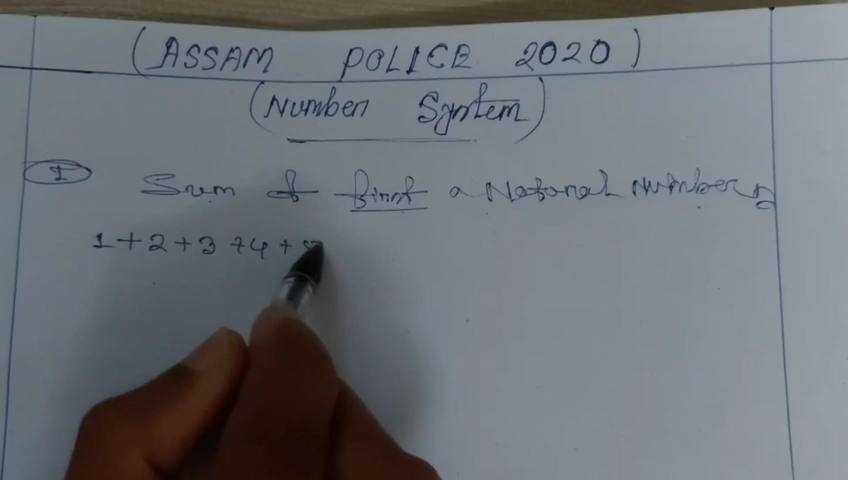 (ASSAM POLICE 2020)
(Number System)
I Sum of first n Natural Numbers
1+2+3+4+